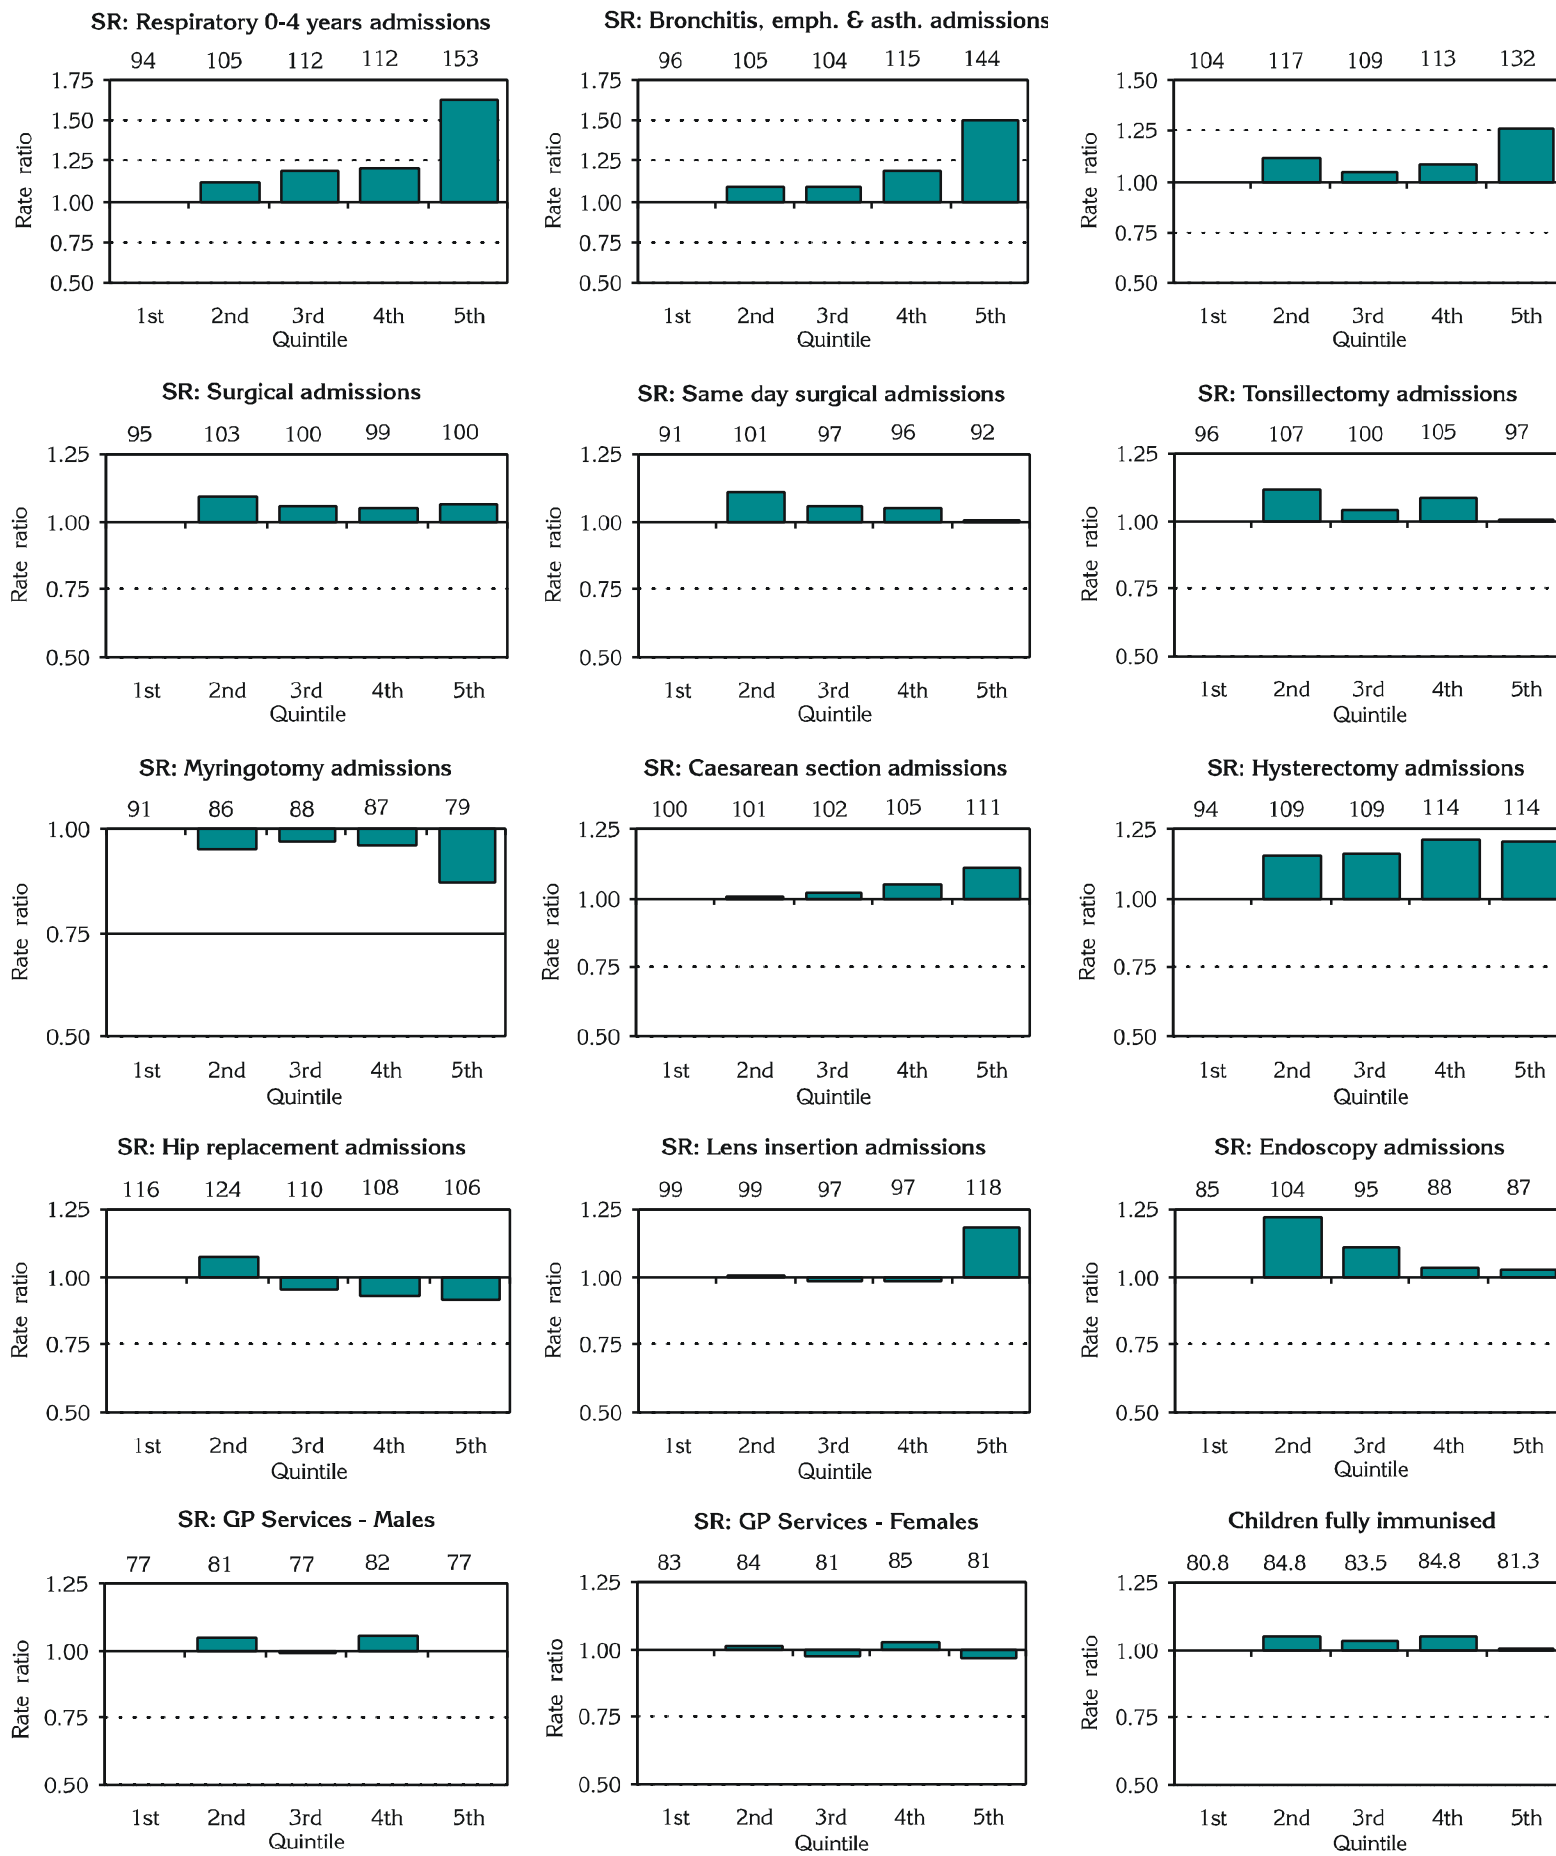 SR: Respiratory 0-4 years admissions
94 105 112 112 153
1.75
1.50
1.25
1.00
0.75
0.50
Rate ratio
1st 2nd 3rd 4th 5th
Quintile
SR: Bronchitis, emph. & asth. admissions
96 105 104 115 144
1.75
1.50
1.25
1.00
0.75
0.50
Rate ratio
1st 2nd 3rd 4th 5th
Quintile
104 117 109 113 132
1.50
1.25
1.00
0.75
0.50
Rate ratio
1st 2nd 3rd 4th 5th
Quintile
SR: Surgical admissions
95 103 100 99 100
1.25
1.00
0.75
0.50
Rate ratio
1st 2nd 3rd 4th 5th
Quintile
SR: Same day surgical admissions
91 101 97 96 92
1.25
1.00
0.75
0.50
Rate ratio
1st 2nd 3rd 4th 5th
Quintile
SR: Tonsillectomy admissions
96 107 100 105 97
1.25
1.00
0.75
0.50
Rate ratio
1st 2nd 3rd 4th 5th
Quintile
SR: Myringotomy admissions
91 86 88 87 79
1.00
0.75
0.50
Rate ratio
1st 2nd 3rd 4th 5th
Quintile
SR: Caesarean section admissions
100 101 102 105 111
1.25
1.00
0.75
0.50
Rate ratio
1st 2nd 3rd 4th 5th
Quintile
SR: Hysterectomy admissions
94 109 109 114 114
1.25
1.00
0.75
0.50
Rate ratio
1st 2nd 3rd 4th 5th
Quintile
SR: Hip replacement admissions
116 124 110 108 106
1.25
1.00
0.75
0.50
Rate ratio
1st 2nd 3rd 4th 5th
Quintile
SR: Lens insertion admissions
99 99 97 97 118
1.25
1.00
0.75
0.50
Rate ratio
1st 2nd 3rd 4th 5th
Quintile
SR: Endoscopy admissions
85 104 95 88 87
1.25
1.00
0.75
0.50
Rate ratio
1st 2nd 3rd 4th 5th
Quintile
SR: GP Services - Males
77 81 77 82 77
1.25
1.00
0.75
0.50
Rate ratio
1st 2nd 3rd 4th 5th
Quintile
SR: GP Services - Females
83 84 81 85 81
1.25
1.00
0.75
0.50
Rate ratio
1st 2nd 3rd 4th 5th
Quintile
Children fully immunised
80.8 84.8 83.5 84.8 81.3
1.25
1.00
0.75
0.50
Rate ratio
1st 2nd 3rd 4th 5th
Quintile